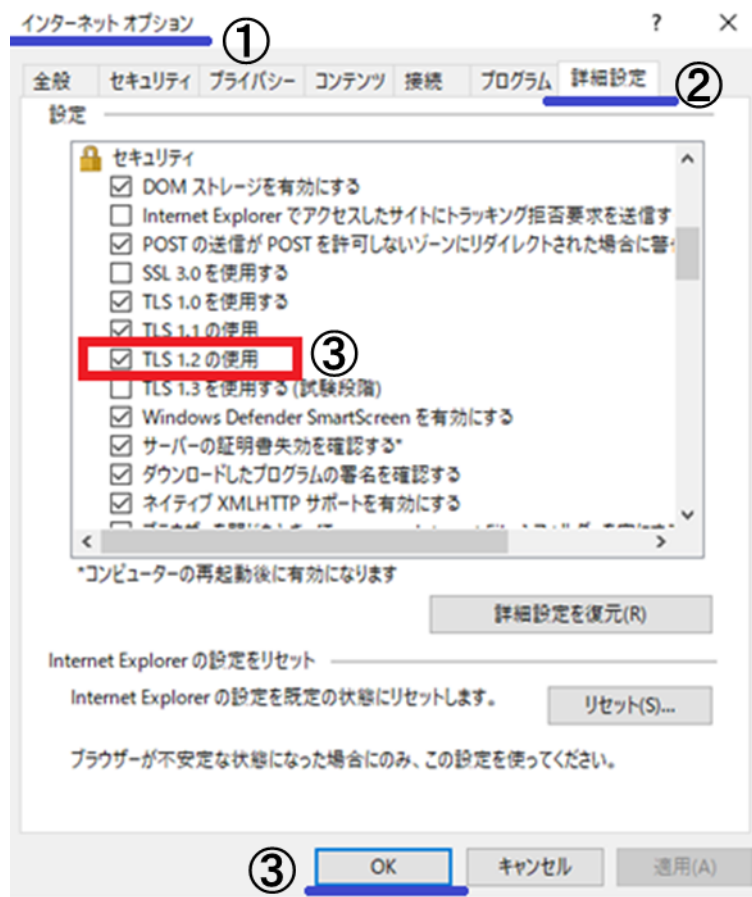 インターネット オプション
①
? ×
全般 セキュリティ プライバシー コンテンツ 接続 プログラム 詳細設定
②
設定
セキュリティ
DOM ストレージを有効にする
Internet Explorer でアクセスしたサイトにトラッキング拒否要求を送信す
POST の送信が POST を許可しないゾーンにリダイレクトされた場合に警
SSL 3.0 を使用する
TLS 1.0 を使用する
TLS 1.1 の使用
TLS 1.2 の使用
③
TLS 1.3 を使用する (試験段階)
Windows Defender SmartScreen を有効にする
サーバーの証明書失効を確認する*
ダウンロードしたプログラムの署名を確認する
ネイティブ XMLHTTP サポートを有効にする
*コンピューターの再起動後に有効になります
詳細設定を復元(R)
Internet Explorer の設定をリセット
Internet Explorer の設定を既定の状態にリセットします。
リセット(S)...
ブラウザーが不安定な状態になった場合にのみ、この設定を使ってください。
③
OK キャンセル 適用(A)